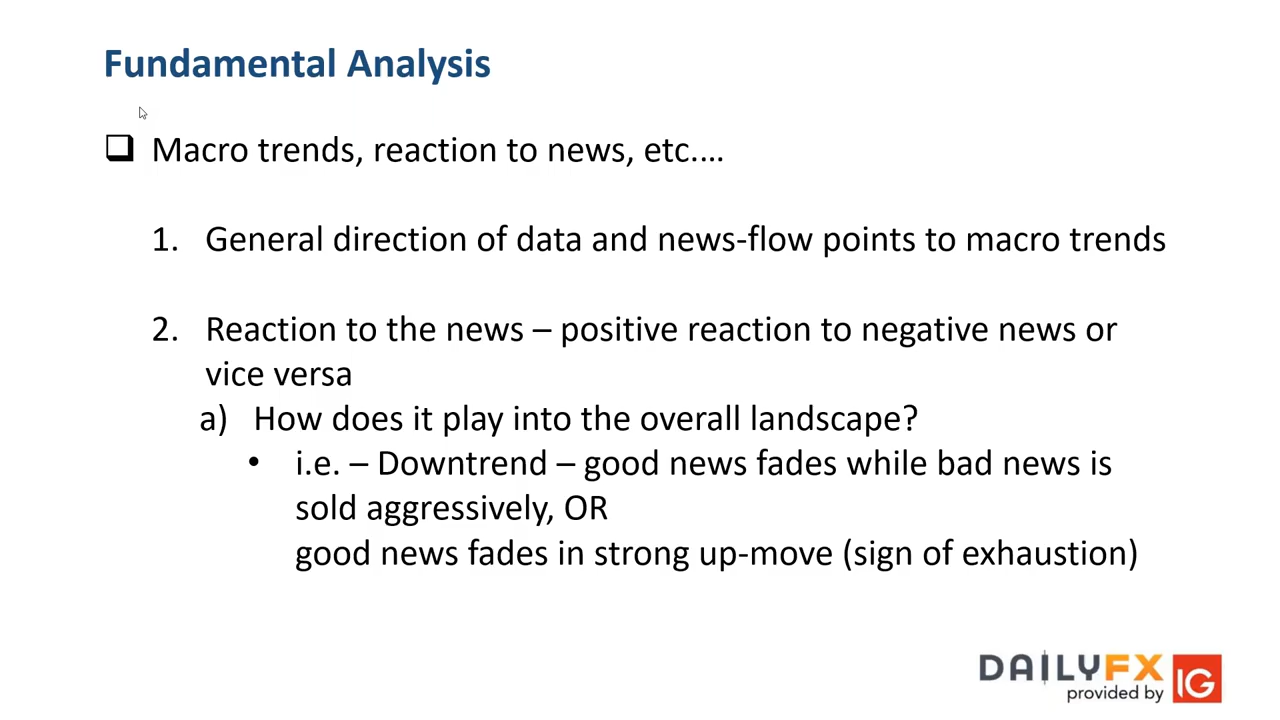 Fundamental Analysis
Macro trends, reaction to news, etc.…
1. General direction of data and news-flow points to macro trends
2. Reaction to the news – positive reaction to negative news or
vice versa
a) How does it play into the overall landscape?
• i.e. – Downtrend – good news fades while bad news is
sold aggressively, OR
good news fades in strong up-move (sign of exhaustion)
DAILYFX
provided by IG